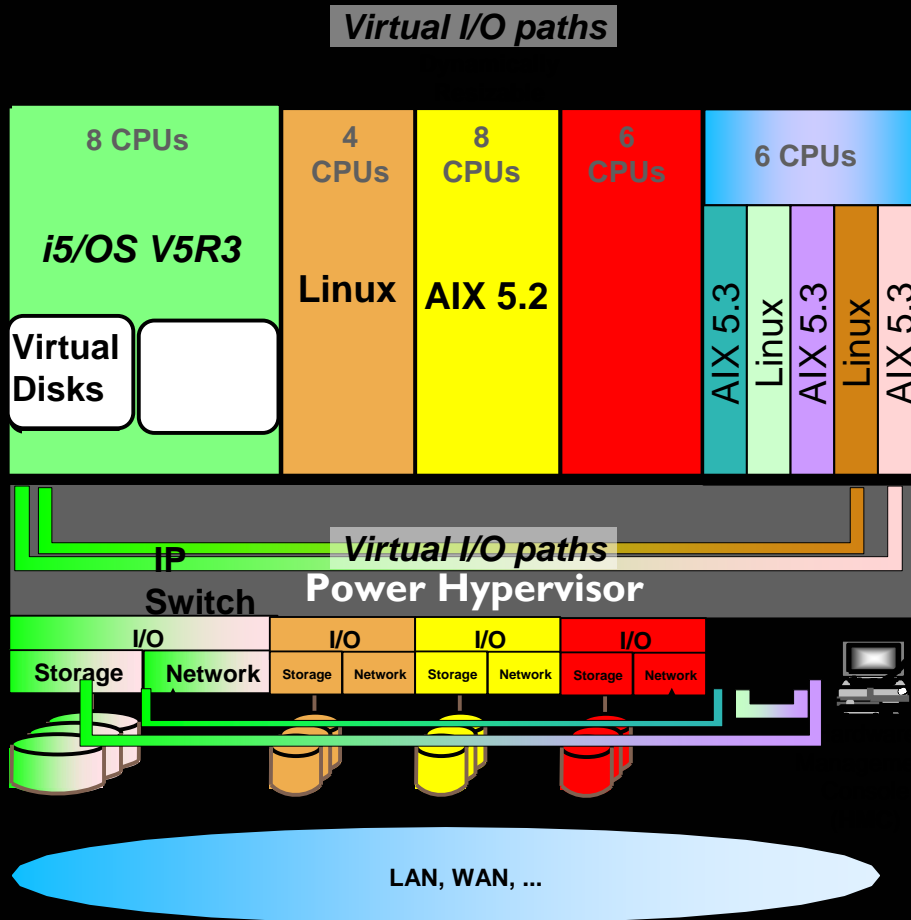 Virtual I/O paths
8 CPUs
4
CPUs
8
CPUs
6
CPUs
6 CPUs
i5/OS V5R3
Linux
AIX 5.2
Virtual
Disks
AIX 5.3
Linux
AIX 5.3
Linux
AIX 5.3
Virtual I/O paths
IP
Switch
Power Hypervisor
I/O
I/O
I/O
I/O
Storage
Network
Storage
Network
Storage
Network
Storage
Network
LAN, WAN, ...